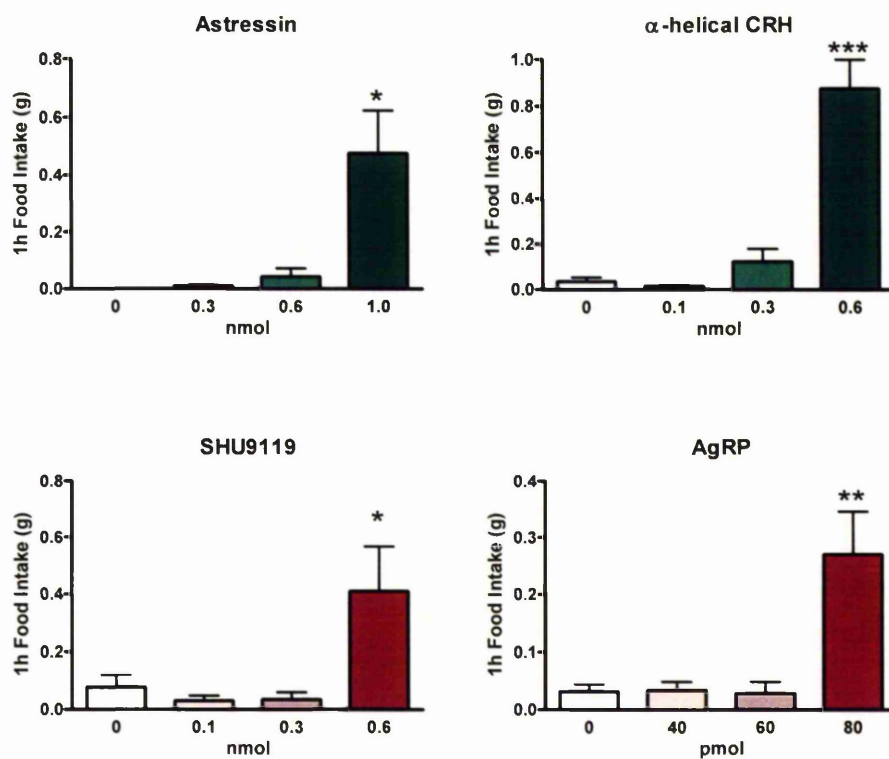 Astressin
1h Food Intake (g)
0.8
0.6
0.4
0.2
0.0
*
0 0.3 0.6 1.0
nmol
α-helical CRH
1h Food Intake (g)
1.0
0.8
0.6
0.4
0.2
0.0
***
0 0.1 0.3 0.6
nmol
SHU9119
1h Food Intake (g)
0.8
0.6
0.4
0.2
0.0
*
0 0.1 0.3 0.6
nmol
AgRP
1h Food Intake (g)
0.4
0.3
0.2
0.1
0.0
**
0 40 60 80
pmol